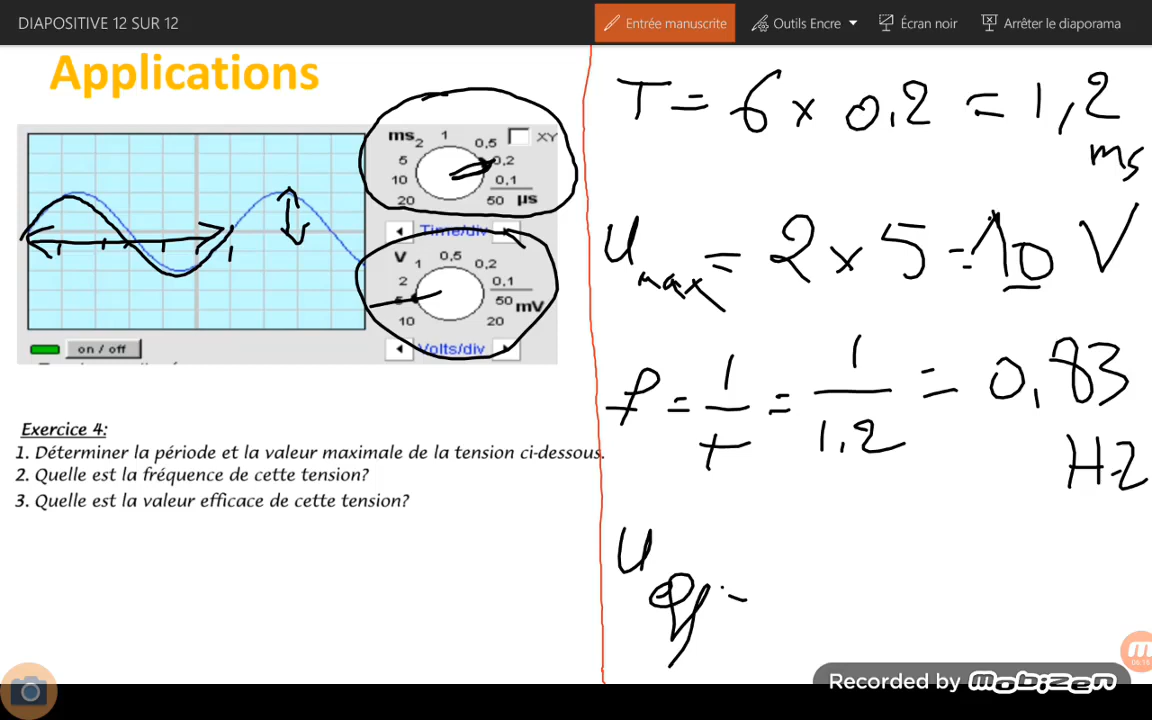 DIAPOSITIVE 12 SUR 12
Entrée manuscrite
Outils Encre
Écran noir
Arrêter le diaporama
Applications
ms 2 1 0,5 XY
5 0,2
10 0,1
20 50 µs
Time/div
V 1 0,5 0,2
2 0,1
5 50 mV
10 20
on / off
Volts/div
Exercice 4:
1. Déterminer la période et la valeur maximale de la tension ci-dessous.
2. Quelle est la fréquence de cette tension?
3. Quelle est la valeur efficace de cette tension?
T = 6 x 0.2 = 1,2
ms
Umax = 2 x 5 = 10 V
f = 1/T = 1/1.2 = 0,83
Hz
Ueff =
06:10
Recorded by Mobizen